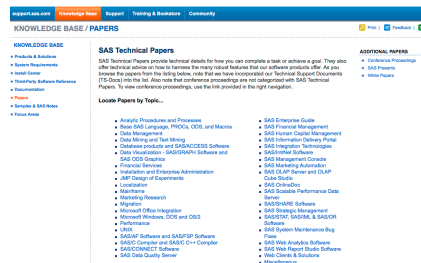 support.sas.com Knowledge Base Support Training & Bookstore Community
KNOWLEDGE BASE / PAPERS
Print | Feedback |
KNOWLEDGE BASE
Products & Solutions
System Requirements
Install Center
Third-Party Software Reference
Documentation
Papers
Samples & SAS Notes
Focus Areas
SAS Technical Papers
SAS Technical Papers provide technical details for how you can complete a task or achieve a goal. They also
offer technical advice on how to harness the many robust features that our software products offer. As you
browse the papers from the listing below, note that we have incorporated our Technical Support Documents
(TS-Docs) into the list. Also note that conference proceedings are not categorized with SAS Technical
Papers. To view conference proceedings, use the link provided in the right navigation.
Locate Papers by Topic...
Analytic Procedures and Processes
Base SAS Language, PROCs, ODS, and Macros
Data Management
Data Mining and Text Mining
Database products and SAS/ACCESS Software
Data Visualization - SAS/GRAPH Software and
SAS ODS Graphics
Financial Services
Installation and Enterprise Administration
JMP Design of Experiments
Localization
Mainframe
Marketing Research
Migration
Microsoft Office Integration
Microsoft Windows, DOS and OS/2
Performance
UNIX
SAS/AF Software and SAS/FSP Software
SAS/C Compiler and SAS/C C++ Compiler
SAS/CONNECT Software
SAS Data Quality Server
SAS Enterprise Guide
SAS Financial Management
SAS Human Capital Management
SAS Information Delivery Portal
SAS Integration Technologies
SAS/IntrNet Software
SAS Management Console
SAS Marketing Automation
SAS OLAP Server and OLAP
Cube Studio
SAS OnlineDoc
SAS Scalable Performance Data
Server
SAS/SHARE Software
SAS Strategic Management
SAS/STAT, SAS/IML & SAS/OR
Software
SAS System Maintenance Bug
Fixes
SAS Web Analytics Software
SAS Web Report Studio Software
Web Clients & Solutions
Miscellaneous
ADDITIONAL PAPERS
Conference Proceedings
SAS Presents
White Papers